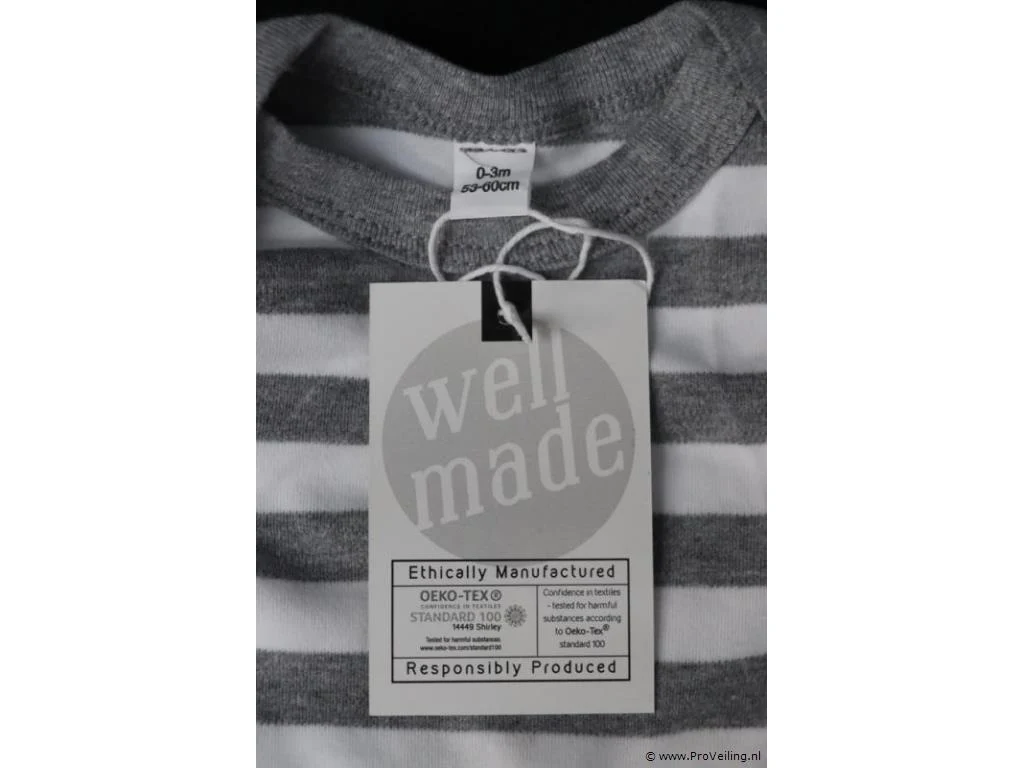 0-3m
53-60cm
well
made
Ethically Manufactured
OEKO-TEX®
CONFIDENCE IN TEXTILES
STANDARD 100
14449 Shirley
Tested for harmful substances.
www.oeko-tex.com/standard100
Confidence in textiles
- tested for harmful
substances according
to Oeko-Tex®
standard 100
Responsibly Produced
© www.ProVeiling.nl